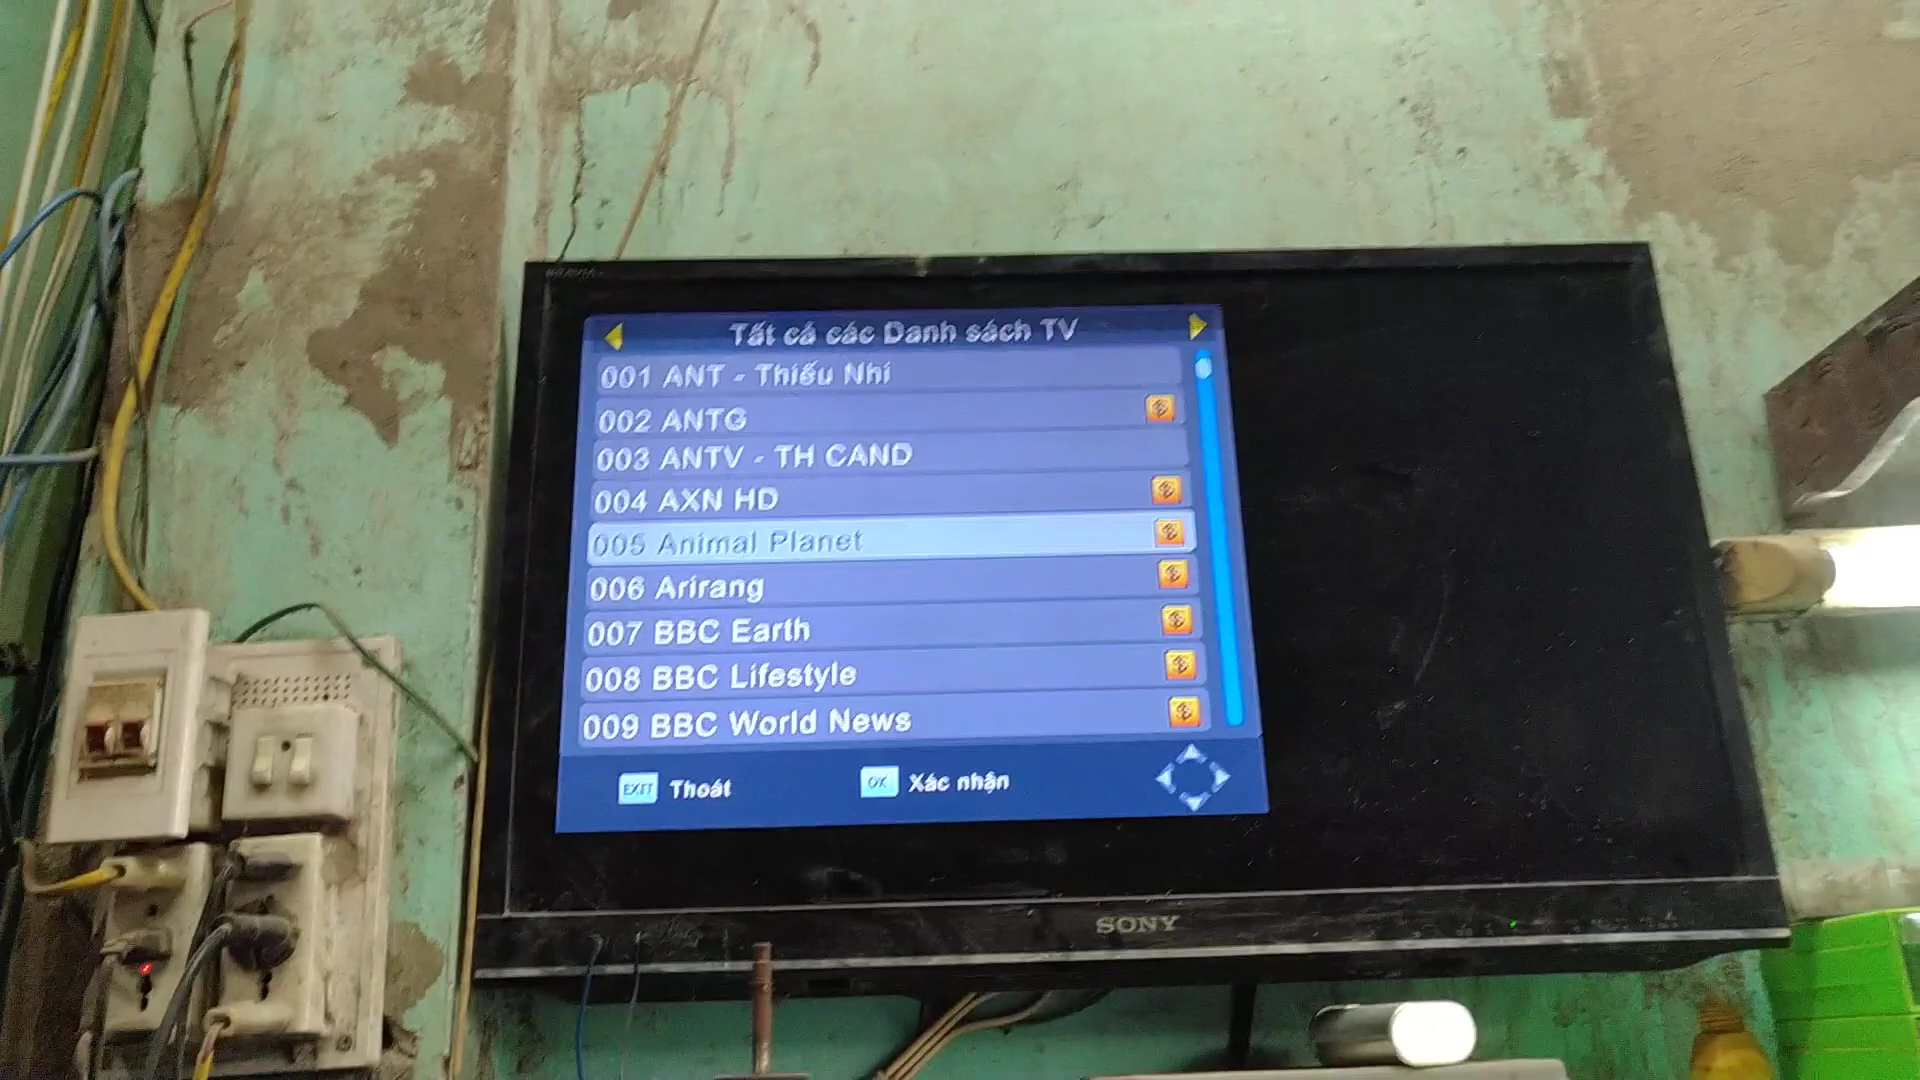 Tất cả các Danh sách TV
001 ANT - Thiếu Nhi
002 ANTG
003 ANTV - TH CAND
004 AXN HD
005 Animal Planet
006 Arirang
007 BBC Earth
008 BBC Lifestyle
009 BBC World News
EXIT Thoát
OK Xác nhận
SONY